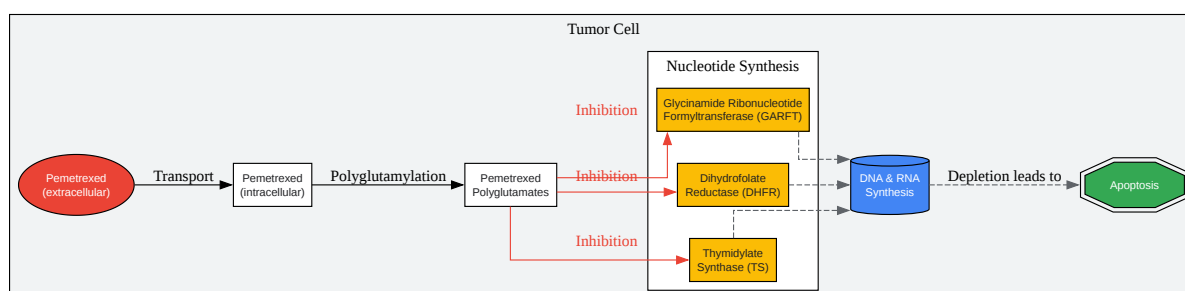 Tumor Cell
Nucleotide Synthesis
Inhibition
Glycinamide Ribonucleotide
Formyltransferase (GARFT)
Pemetrexed
(extracellular)
Transport
Pemetrexed
(intracellular)
Polyglutamylation
Pemetrexed
Polyglutamates
Inhibition
Dihydrofolate
Reductase (DHFR)
DNA & RNA
Synthesis
Depletion leads to
Apoptosis
Inhibition
Thymidylate
Synthase (TS)